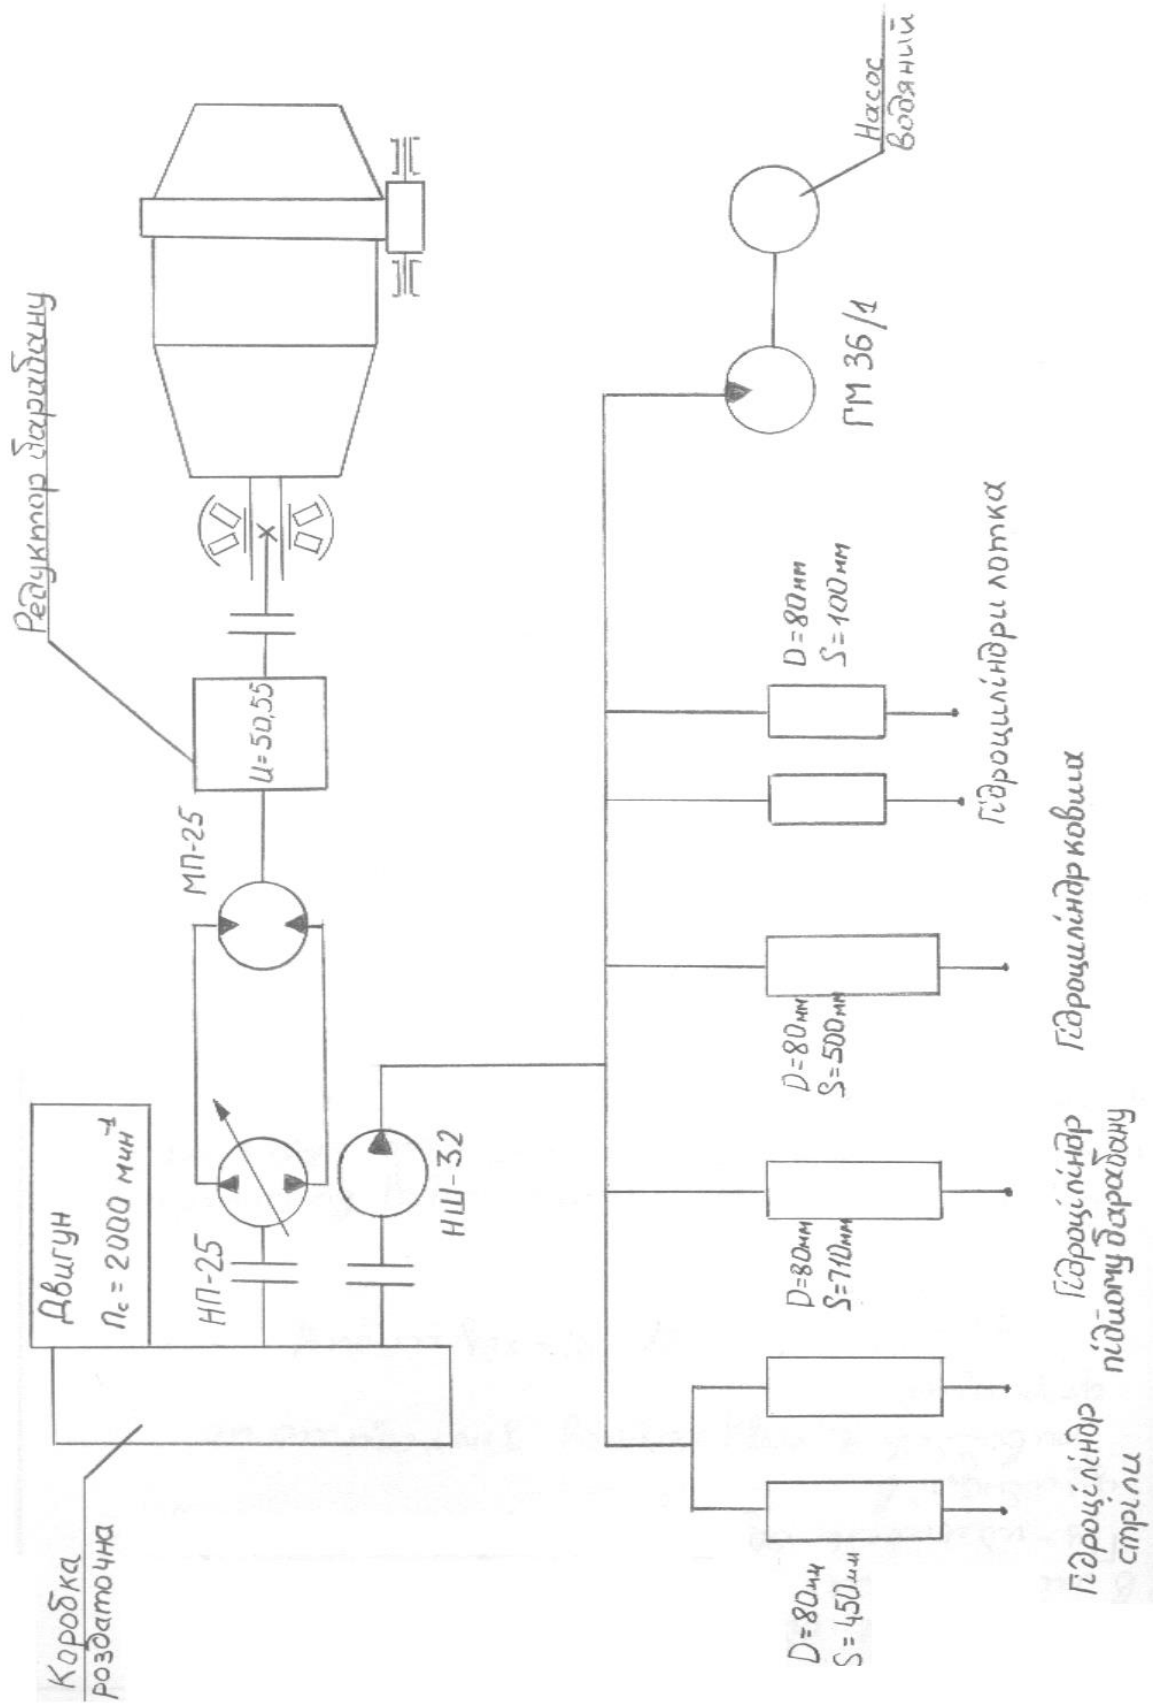 Коробка
роздаточна
Двигун
nс = 2000 мин⁻¹
НП-25
НШ-32
МП-25
Редуктор барабану
U=50,55
D=80мм
S=450мм
Гідроциліндр
стріли
D=80мм
S=710мм
Гідроциліндр
підйому барабану
D=80мм
S=500мм
Гідроциліндр ковша
D=80мм
S=100мм
Гідроциліндри лотка
ГМ 36/1
Насос
водяний